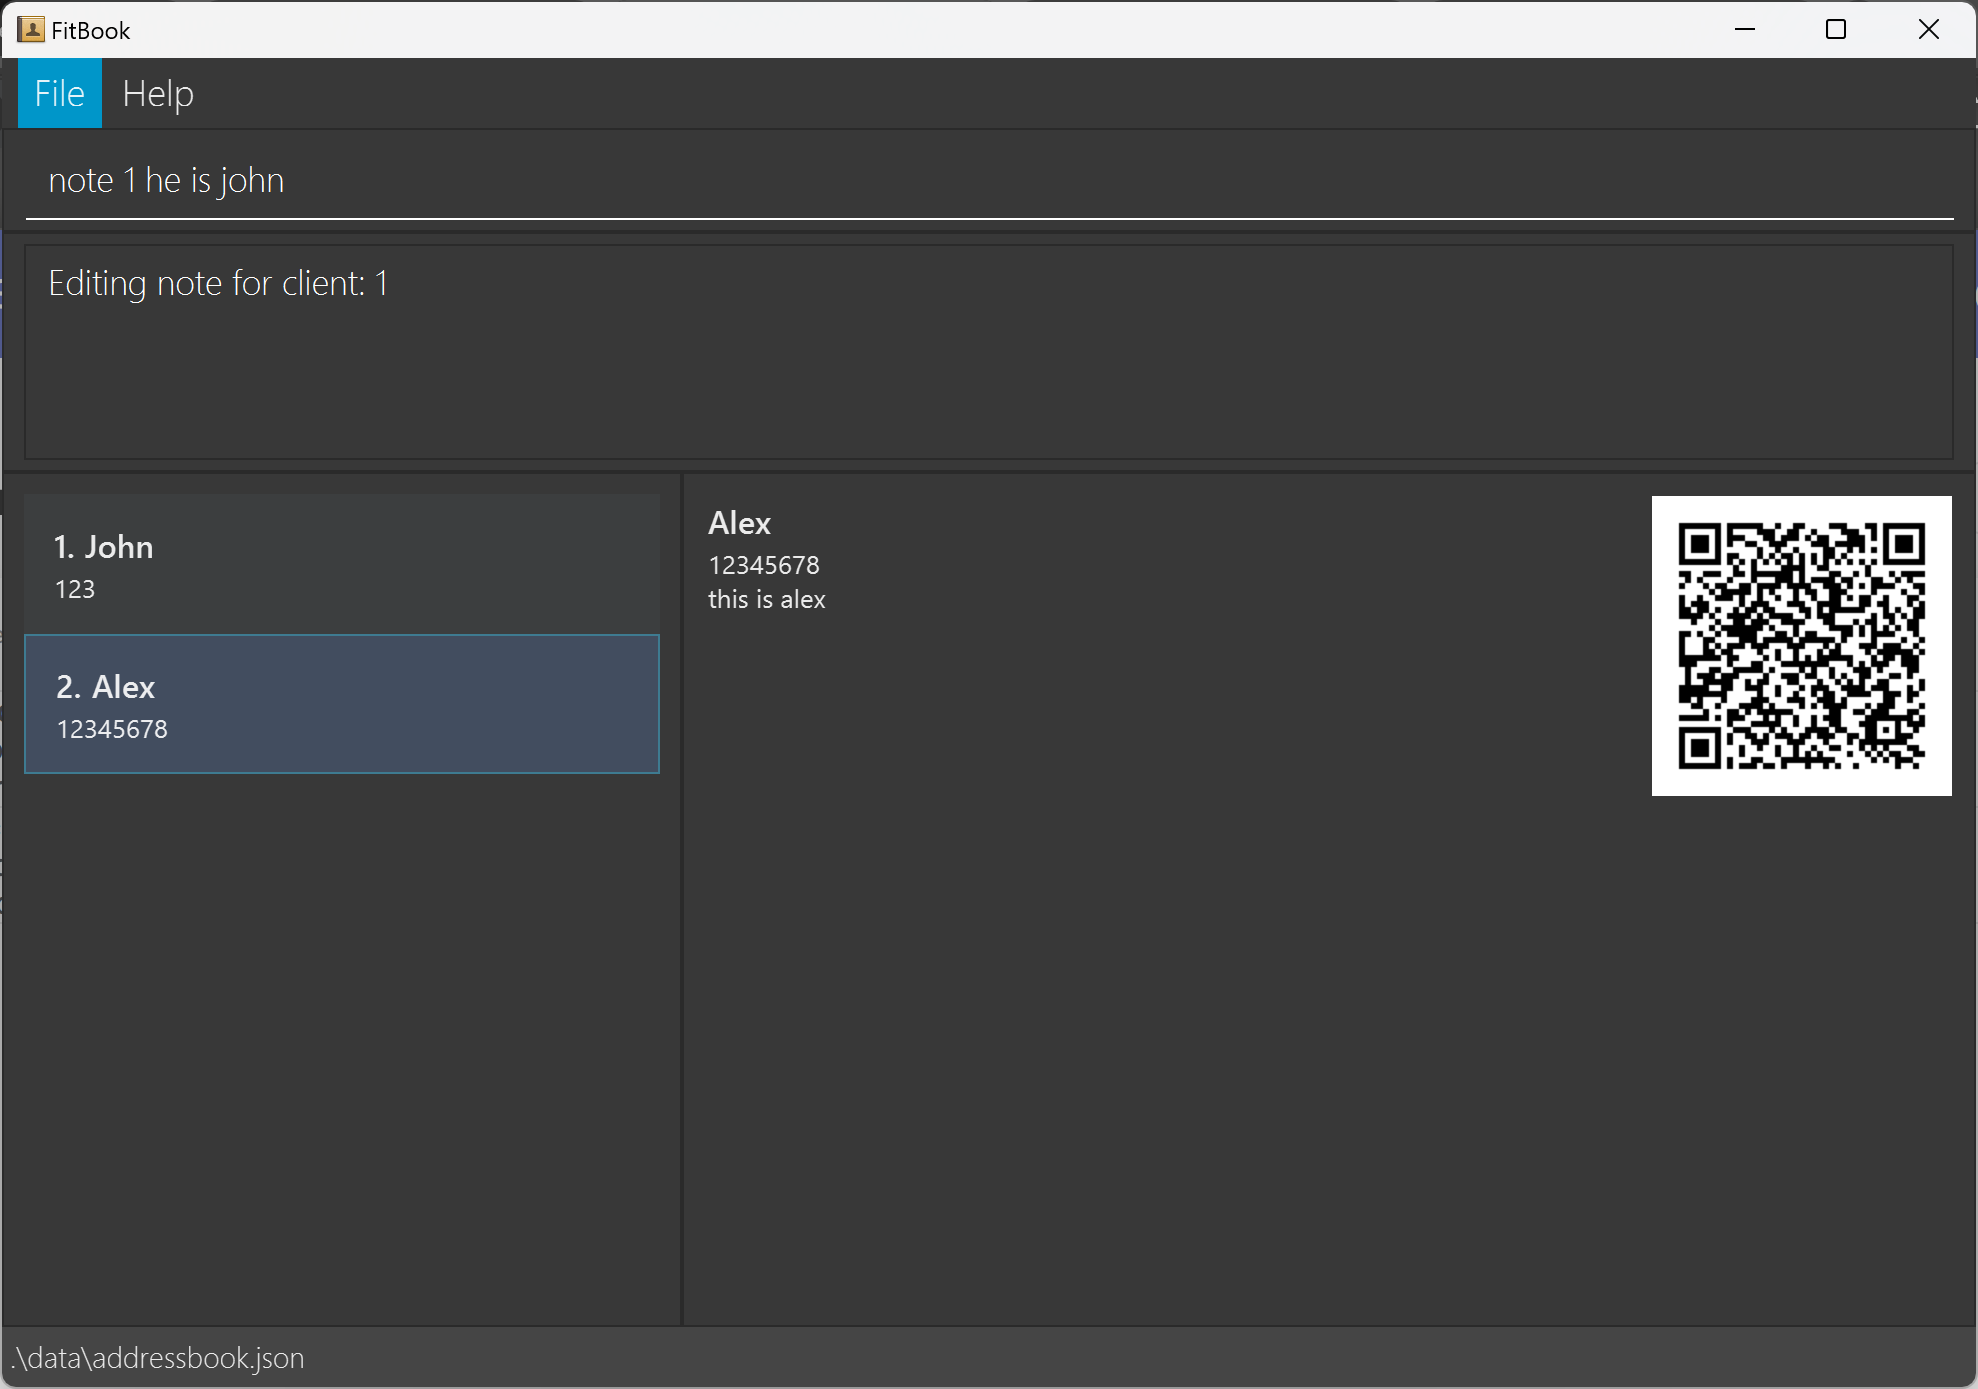 FitBook
File Help
note 1 he is john
Editing note for client: 1
1. John
123
2. Alex
12345678
Alex
12345678
this is alex
.\data\addressbook.json